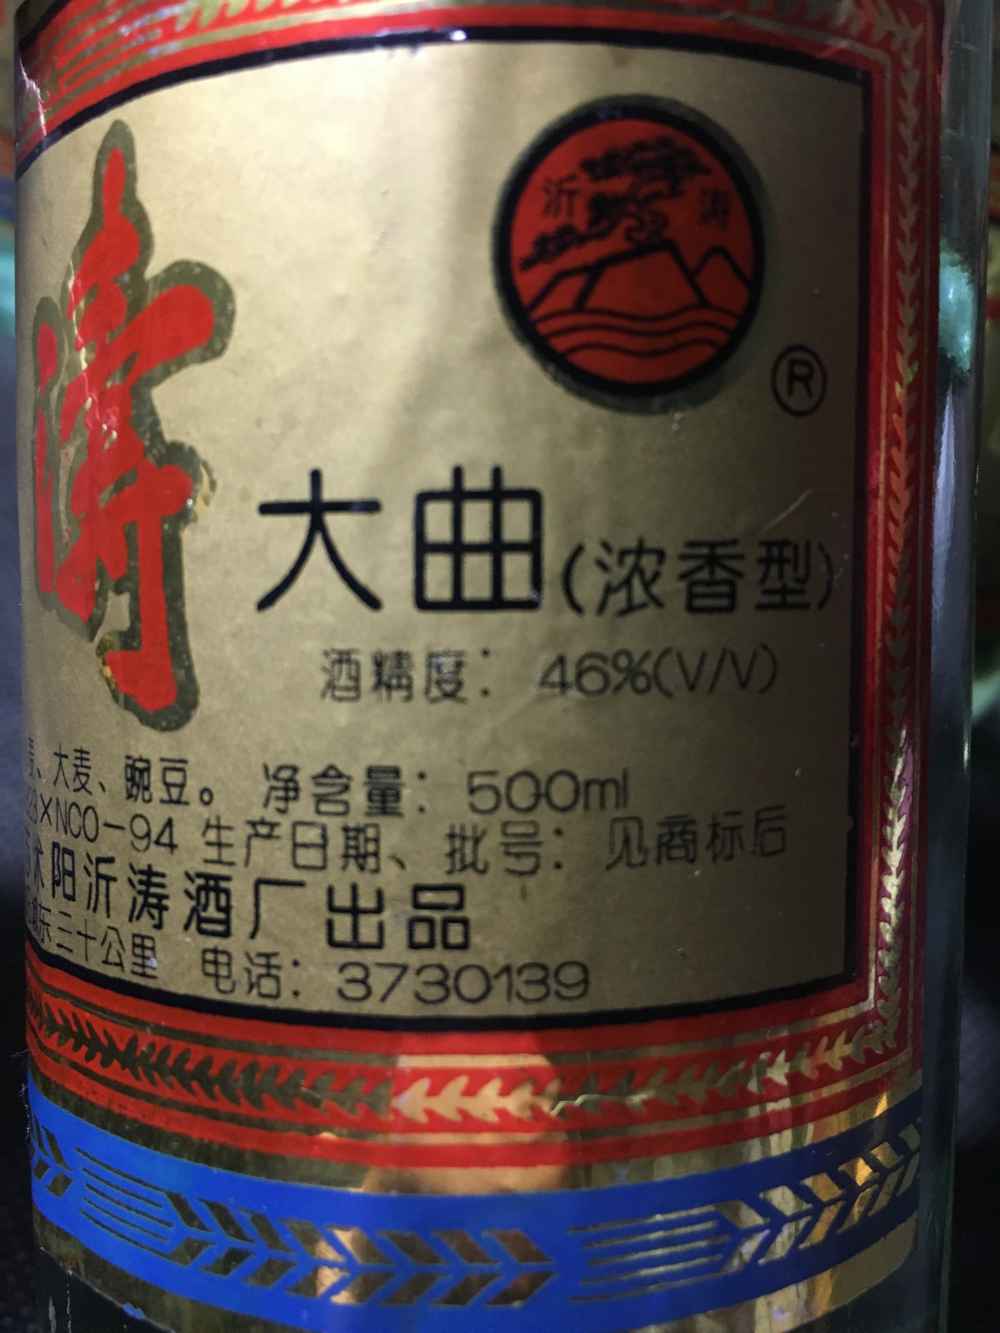 沂 涛
®
涛
大曲(浓香型)
酒精度： 46%(V/V)
、大麦、豌豆。 净含量： 500ml
×NCO-94 生产日期、批号：见商标后
阳沂涛酒厂出品
东三十公里 电话：3730139